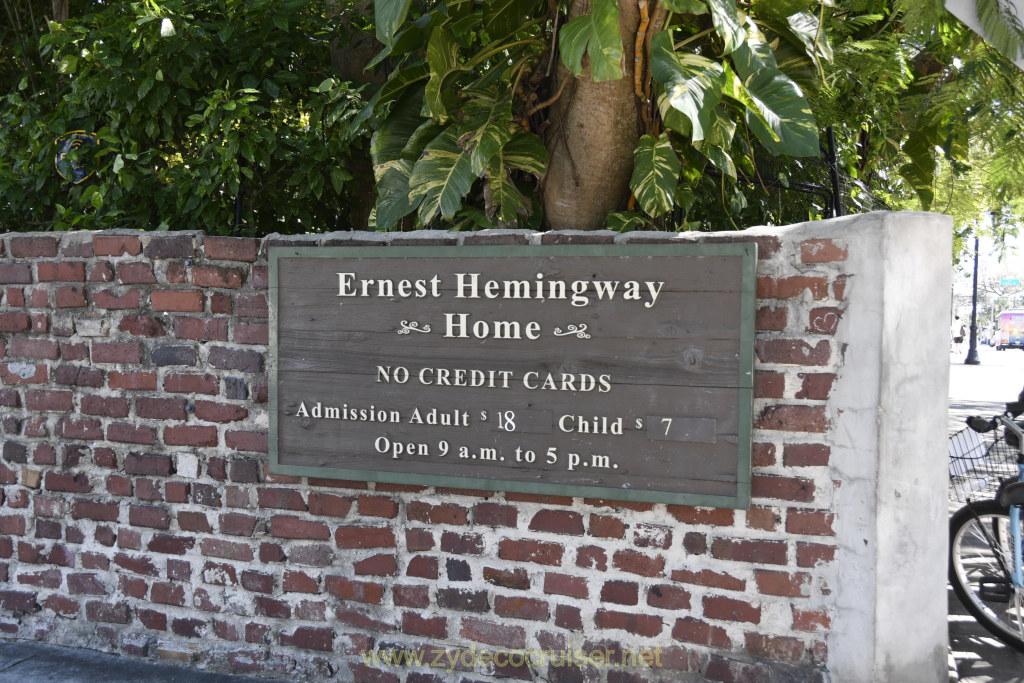 Ernest Hemingway
Home
NO CREDIT CARDS
Admission Adult $ 18 Child $ 7
Open 9 a.m. to 5 p.m.
www.zydecocruiser.net